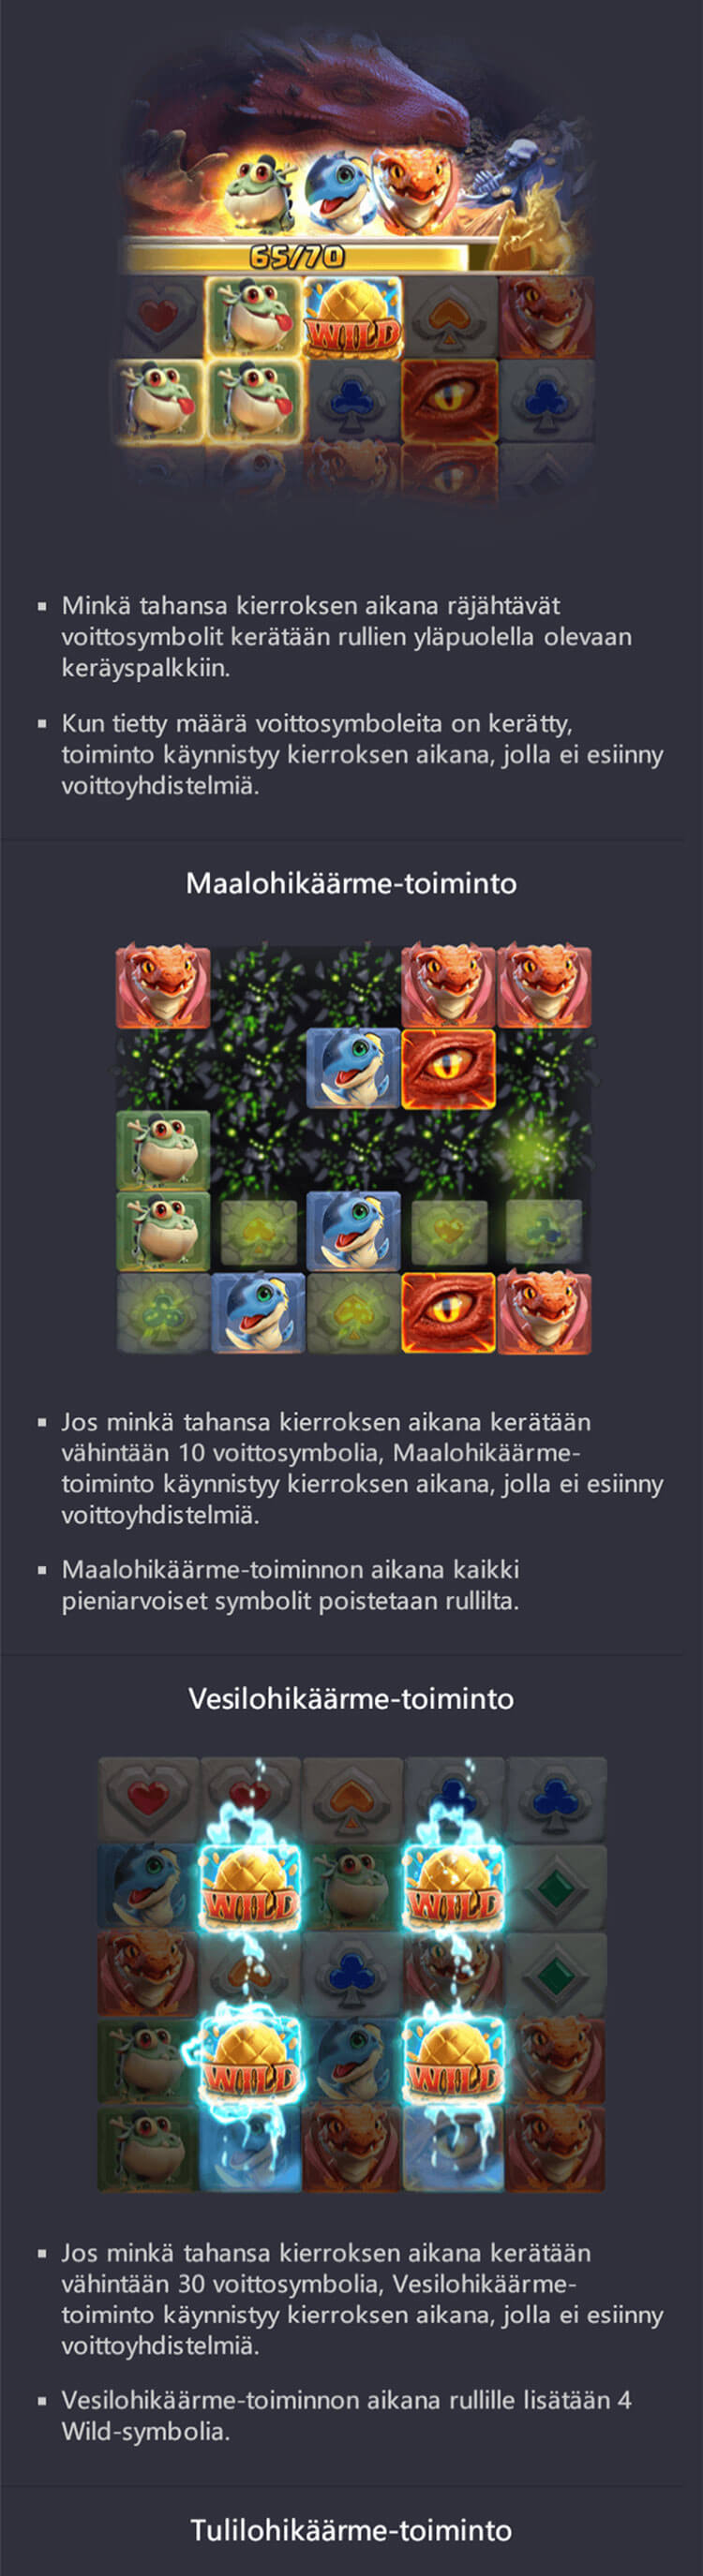 65/70
WILD
▪ Minkä tahansa kierroksen aikana räjähtävät
voittosymbolit kerätään rullien yläpuolella olevaan
keräyspalkkiin.
▪ Kun tietty määrä voittosymboleita on kerätty,
toiminto käynnistyy kierroksen aikana, jolla ei esiinny
voittoyhdistelmiä.
Maalohikäärme-toiminto
▪ Jos minkä tahansa kierroksen aikana kerätään
vähintään 10 voittosymbolia, Maalohikäärme-
toiminto käynnistyy kierroksen aikana, jolla ei esiinny
voittoyhdistelmiä.
▪ Maalohikäärme-toiminnon aikana kaikki
pieniarvoiset symbolit poistetaan rullilta.
Vesilohikäärme-toiminto
WILD WILD
WILD WILD
▪ Jos minkä tahansa kierroksen aikana kerätään
vähintään 30 voittosymbolia, Vesilohikäärme-
toiminto käynnistyy kierroksen aikana, jolla ei esiinny
voittoyhdistelmiä.
▪ Vesilohikäärme-toiminnon aikana rullille lisätään 4
Wild-symbolia.
Tulilohikäärme-toiminto